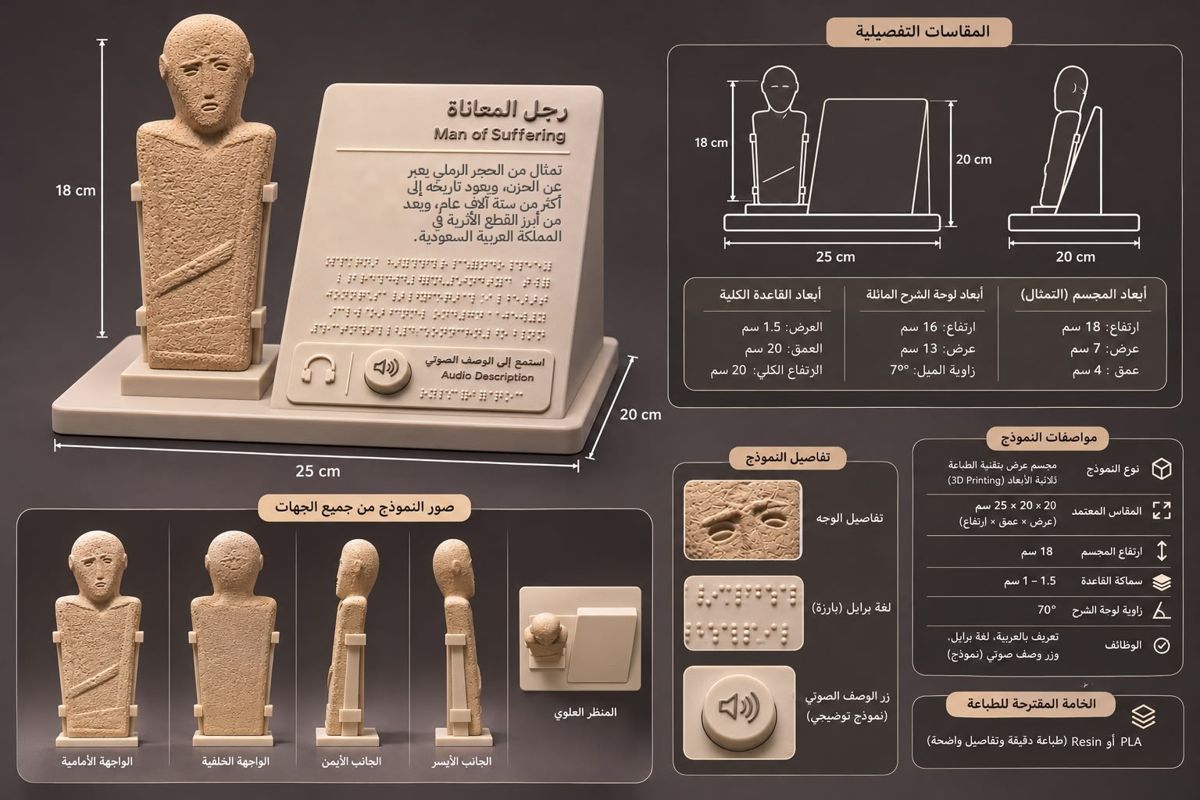 18 cm
رجل المعاناة
Man of Suffering
تمثال من الحجر الرملي يعبر
عن الحزن، ويعود تاريخه إلى
أكثر من ستة آلاف عام، ويعد
من أبرز القطع الأثرية في
المملكة العربية السعودية.
استمع إلى الوصف الصوتي
Audio Description
25 cm
20 cm
المقاسات التفصيلية
18 cm
20 cm
25 cm
20 cm
أبعاد المجسم (التمثال)
ارتفاع: 18 سم
عرض: 7 سم
عمق : 4 سم
أبعاد لوحة الشرح المائلة
ارتفاع: 16 سم
عرض: 13 سم
زاوية الميل: 7°°
أبعاد القاعدة الكلية
العرض: 1.5 سم
العمق: 20 سم
الرتفاع الكلي: 20 سم
صور النموذج من جميع الجهات
الواجهة الأمامية
الواجهة الخلفية
الجانب الأيمن
الجانب الأيسر
المنظر العلوي
تفاصيل النموذج
تفاصيل الوجه
لغة برايل (بارزة)
زر الوصف الصوتي
(نموذج توضيحي)
مواصفات النموذج
نوع النموذج
مجسم عرض بتقنية الطباعة
ثلاثية الأبعاد (3D Printing)
المقاس المعتمد
20 × 20 × 25 سم
(عرض × عمق × ارتفاع)
ارتفاع المجسم
18 سم
سماكة القاعدة
1.5 – 1 سم
زاوية لوحة الشرح
70°
الوظائف
تعريف بالعربية، لغة برايل،
وزر وصف صوتي (نموذج)
الخامة المقترحة للطباعة
PLA أو Resin (طباعة دقيقة وتفاصيل واضحة)